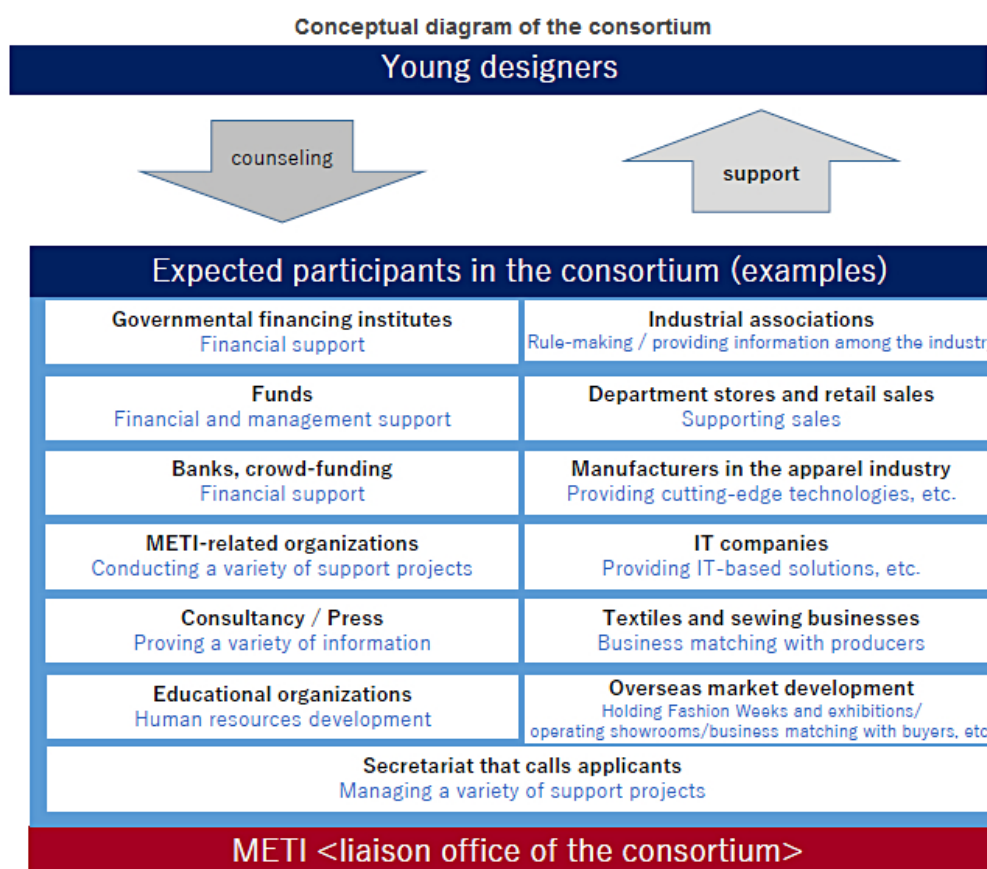 Conceptual diagram of the consortium
Young designers
counseling
support
Expected participants in the consortium (examples)
Governmental financing institutes
Financial support
Industrial associations
Rule-making / providing information among the industr
Funds
Financial and management support
Department stores and retail sales
Supporting sales
Banks, crowd-funding
Financial support
Manufacturers in the apparel industry
Providing cutting-edge technologies, etc.
METI-related organizations
Conducting a variety of support projects
IT companies
Providing IT-based solutions, etc.
Consultancy / Press
Proving a variety of information
Textiles and sewing businesses
Business matching with producers
Educational organizations
Human resources development
Overseas market development
Holding Fashion Weeks and exhibitions/
operating showrooms/business matching with buyers, etc
Secretariat that calls applicants
Managing a variety of support projects
METI <liaison office of the consortium>